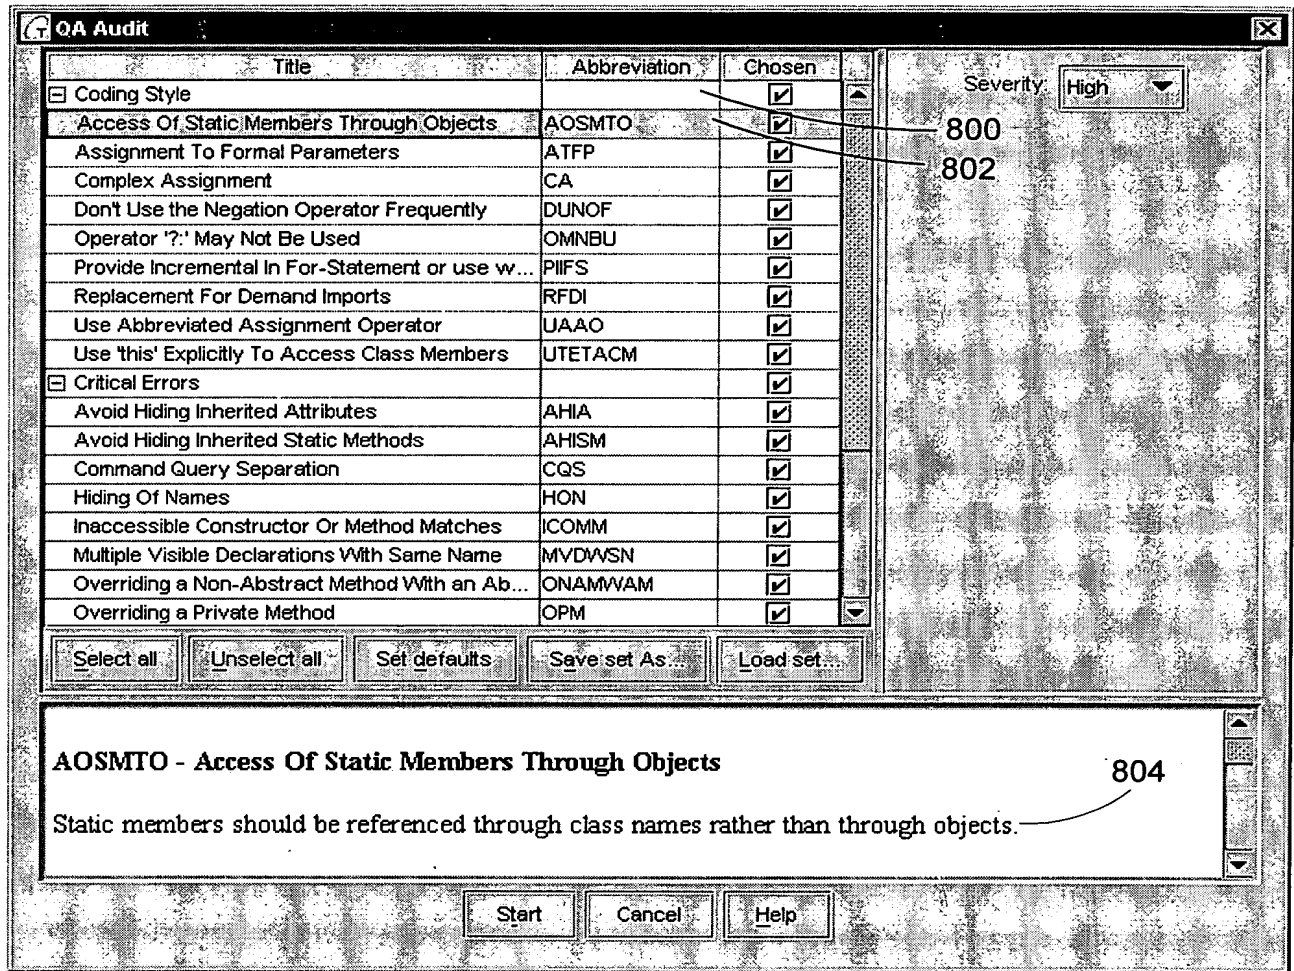 QA Audit
Title Abbreviation Chosen
Severity: High
Coding Style
800
Access Of Static Members Through Objects AOSMTO
802
Assignment To Formal Parameters ATFP
Complex Assignment CA
Don't Use the Negation Operator Frequently DUNOF
Operator '?:' May Not Be Used OMNBU
Provide Incremental In For-Statement or use w... PIIFS
Replacement For Demand Imports RFDI
Use Abbreviated Assignment Operator UAAO
Use 'this' Explicitly To Access Class Members UTETACM
Critical Errors
Avoid Hiding Inherited Attributes AHIA
Avoid Hiding Inherited Static Methods AHISM
Command Query Separation CQS
Hiding Of Names HON
Inaccessible Constructor Or Method Matches ICOMM
Multiple Visible Declarations With Same Name MVDWSN
Overriding a Non-Abstract Method With an Ab... ONAMWAM
Overriding a Private Method OPM
Select all Unselect all Set defaults Save set As... Load set...
AOSMTO - Access Of Static Members Through Objects
804
Static members should be referenced through class names rather than through objects.
Start Cancel Help